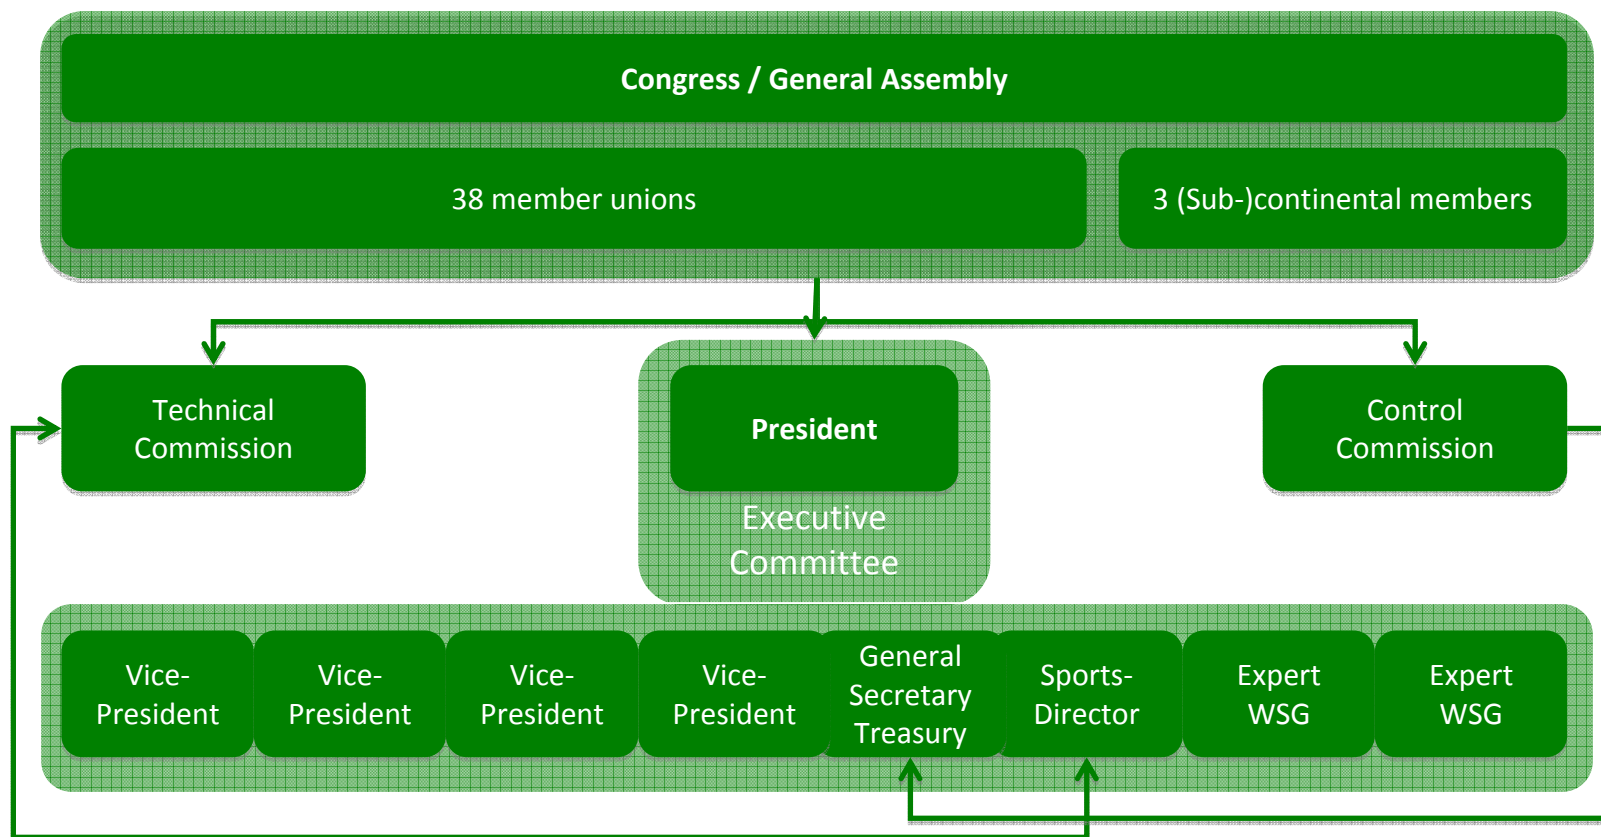 Congress / General Assembly
38 member unions
3 (Sub-)continental members
Technical
Commission
President
Control
Commission
Executive
Committee
Vice-
President
Vice-
President
Vice-
President
Vice-
President
General
Secretary
Treasury
Sports-
Director
Expert
WSG
Expert
WSG